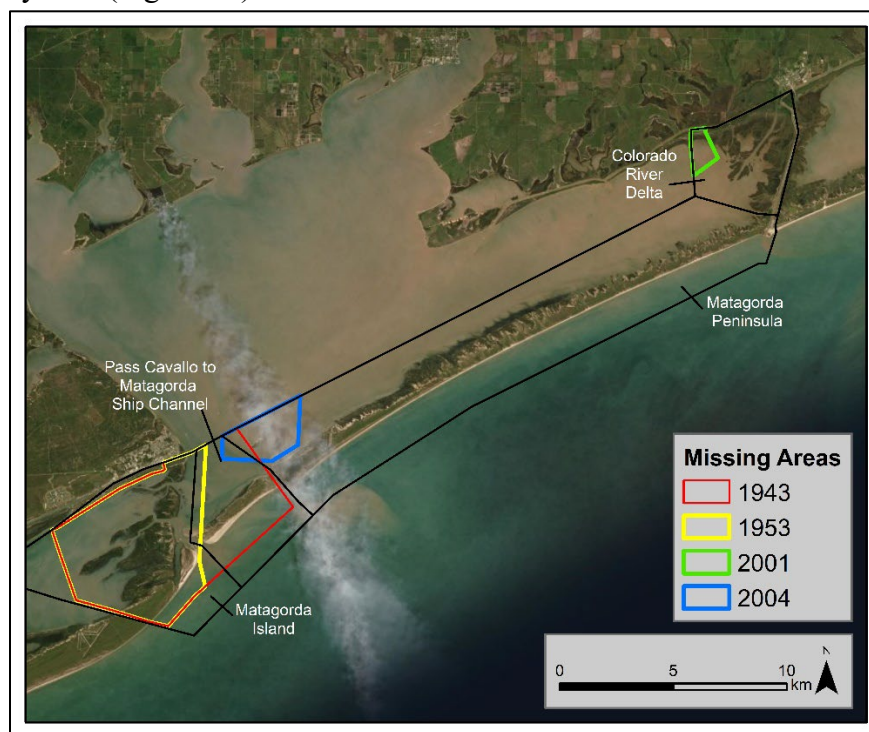 Colorado
River
Delta
Matagorda
Peninsula
Pass Cavallo to
Matagorda
Ship Channel
Matagorda
Island
Missing Areas
1943
1953
2001
2004
N
0 5 10
km